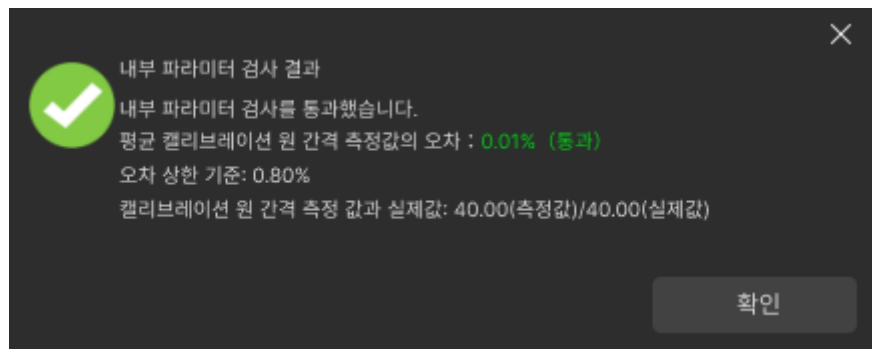 내부 파라미터 검사 결과
내부 파라미터 검사를 통과했습니다.
평균 캘리브레이션 원 간격 측정값의 오차 : 0.01% (통과)
오차 상한 기준: 0.80%
캘리브레이션 원 간격 측정 값과 실제값: 40.00(측정값)/40.00(실제값)
확인